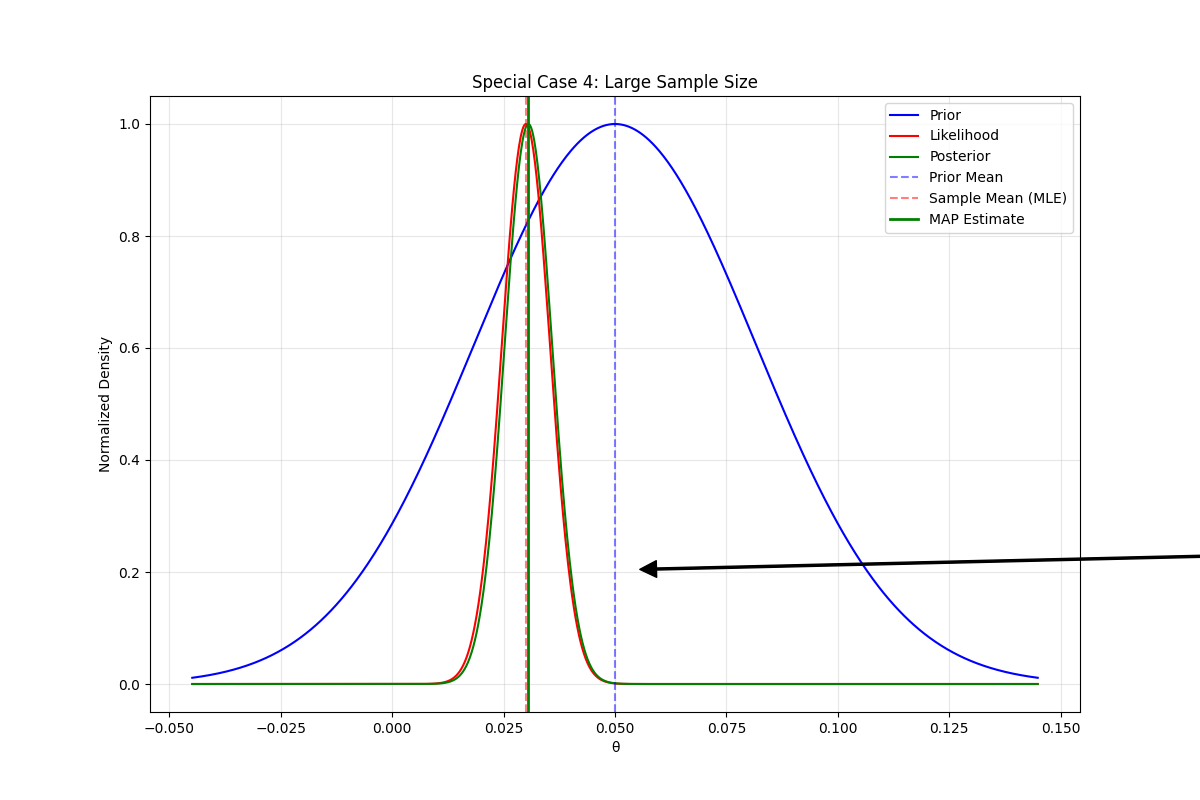 Special Case 4: Large Sample Size
Prior
Likelihood
Posterior
Prior Mean
Sample Mean (MLE)
MAP Estimate
Normalized Density
1.0
0.8
0.6
0.4
0.2
0.0
−0.050
−0.025
0.000
0.025
0.050
0.075
0.100
0.125
0.150
θ